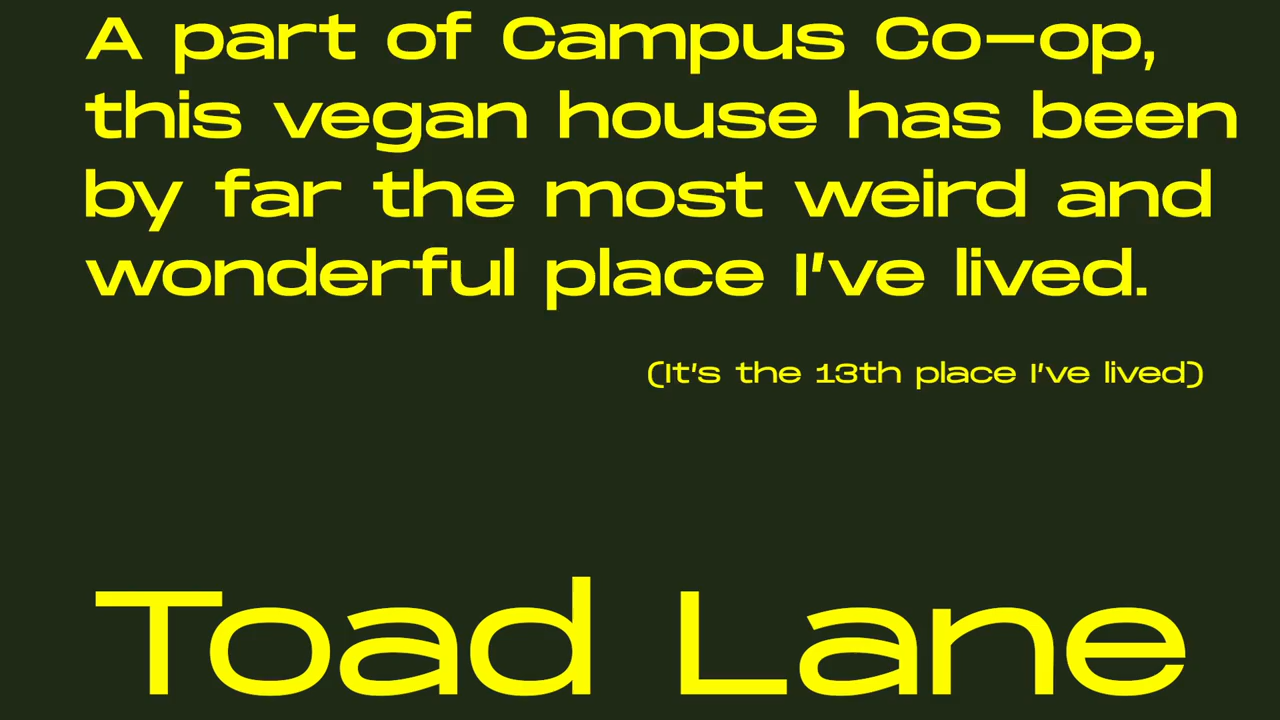 A part of Campus Co–op,
this vegan house has been
by far the most weird and
wonderful place I've lived.
(It's the 13th place I've lived)
Toad Lane